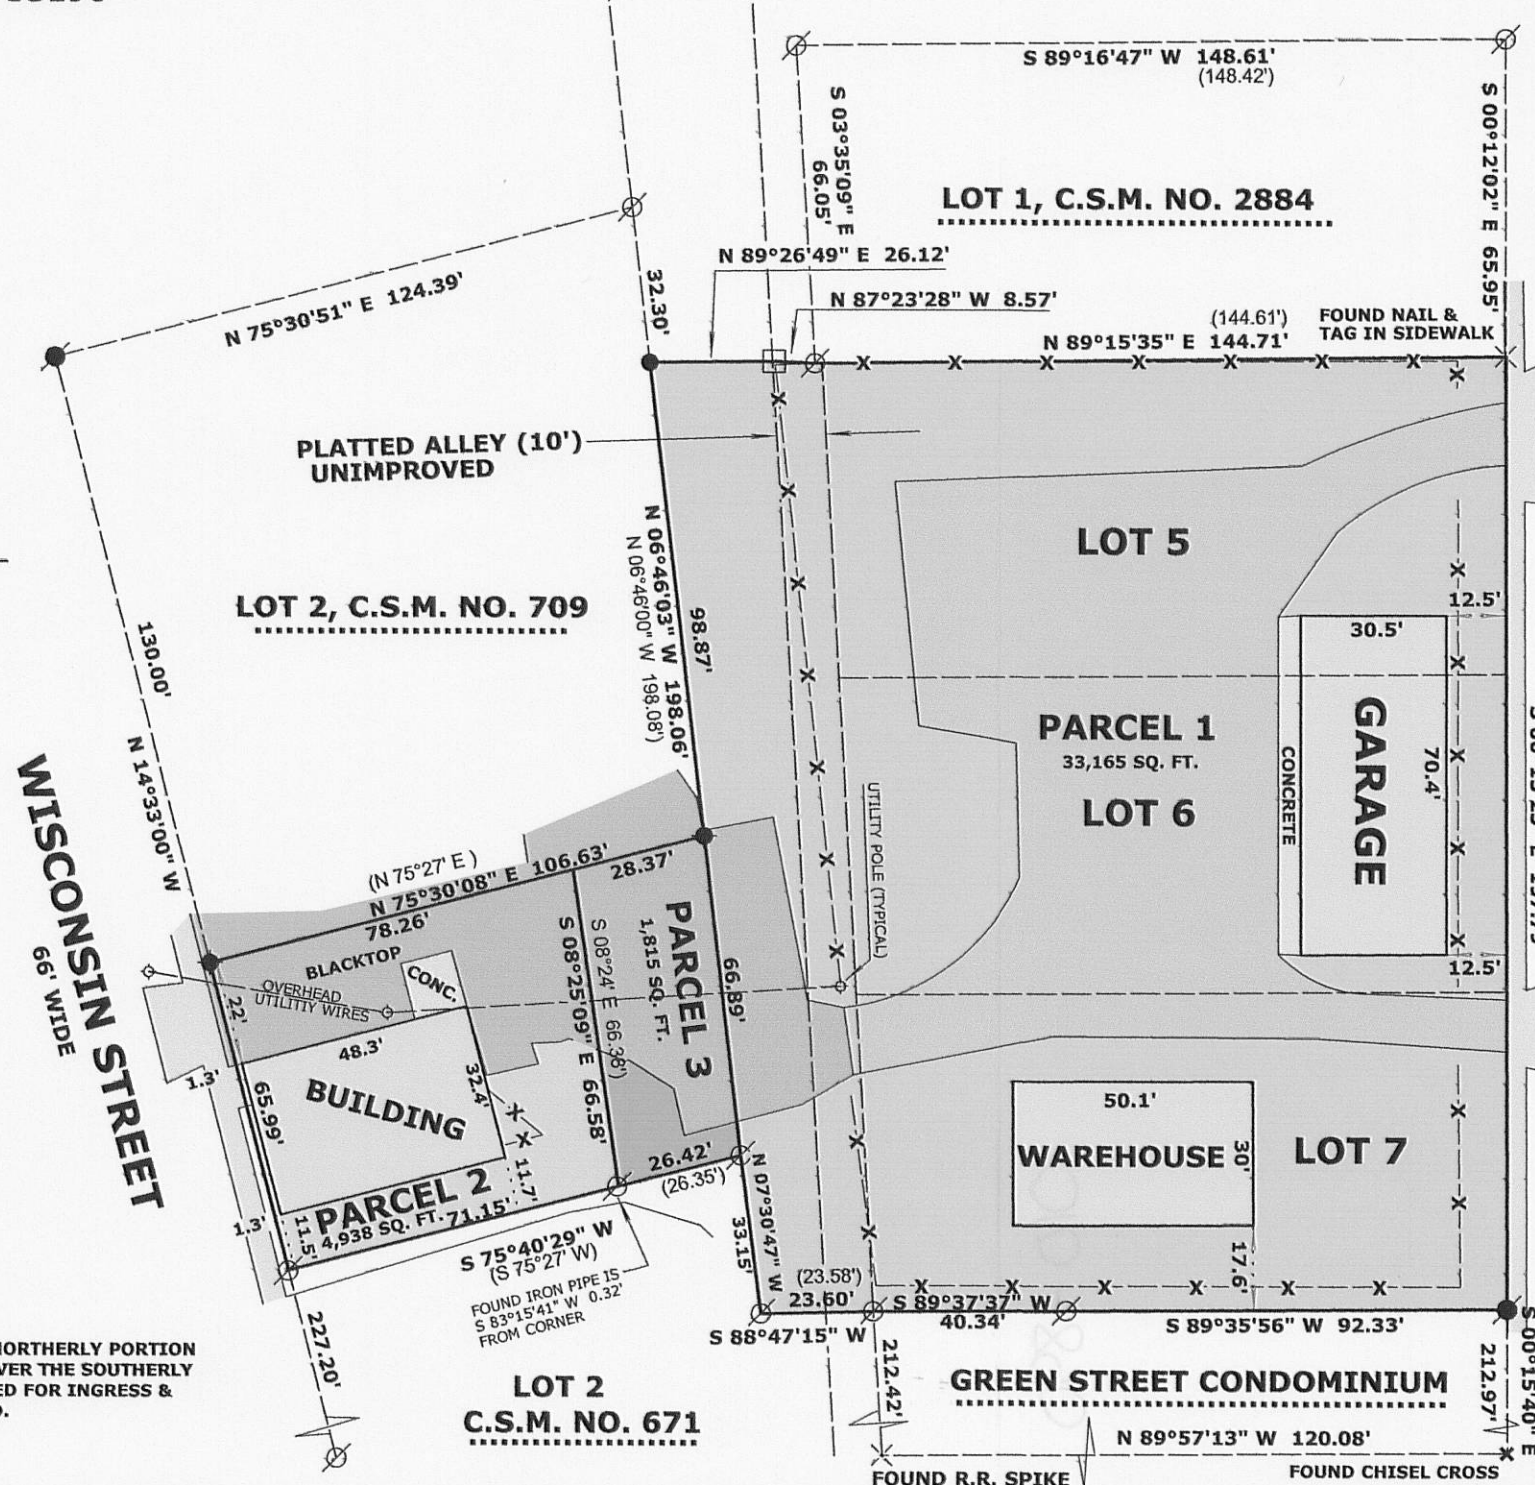 S 89°16'47" W 148.61'
(148.42')
S 03°35'09" E
66.05'
S 00°12'02" E 65.95'
LOT 1, C.S.M. NO. 2884
N 89°26'49" E 26.12'
N 87°23'28" W 8.57'
(144.61')
N 89°15'35" E 144.71'
FOUND NAIL &
TAG IN SIDEWALK
32.30'
N 75°30'51" E 124.39'
PLATTED ALLEY (10')
UNIMPROVED
LOT 2, C.S.M. NO. 709
130.00'
N 14°33'00" W
N 06°46'03" W 198.06'
N 06°46'00" W 198.08')
98.87'
LOT 5
12.5'
30.5'
PARCEL 1
33,165 SQ. FT.
LOT 6
CONCRETE
GARAGE
70.4'
12.5'
UTILITY POLE (TYPICAL)
WISCONSIN STREET
66' WIDE
(N 75°27' E )
N 75°30'08" E 106.63'
78.26'
28.37'
BLACKTOP
CONC.
OVERHEAD
UTILITIY WIRES
22'
48.3'
1.3'
65.99'
BUILDING
32.4'
S 08°25'09" E 66.58'
S 08°24' E 66.38')
PARCEL 3
1,815 SQ. FT.
66.89'
PARCEL 2
4,938 SQ. FT.
71.15'
11.7'
11.5'
1.3'
26.42'
(26.35')
S 75°40'29" W
(S 75°27' W)
FOUND IRON PIPE IS
S 83°15'41" W 0.32'
FROM CORNER
N 07°30'47" W
33.15'
50.1'
WAREHOUSE
30'
LOT 7
17.6'
(23.58')
23.60'
S 88°47'15" W
S 89°37'37" W
40.34'
S 89°35'56" W 92.33'
227.20'
ORTHERLY PORTION
VER THE SOUTHERLY
ED FOR INGRESS &
LOT 2
C.S.M. NO. 671
212.42'
GREEN STREET CONDOMINIUM
212.97'
S 00°15'40" E
N 89°57'13" W 120.08'
FOUND R.R. SPIKE
FOUND CHISEL CROSS